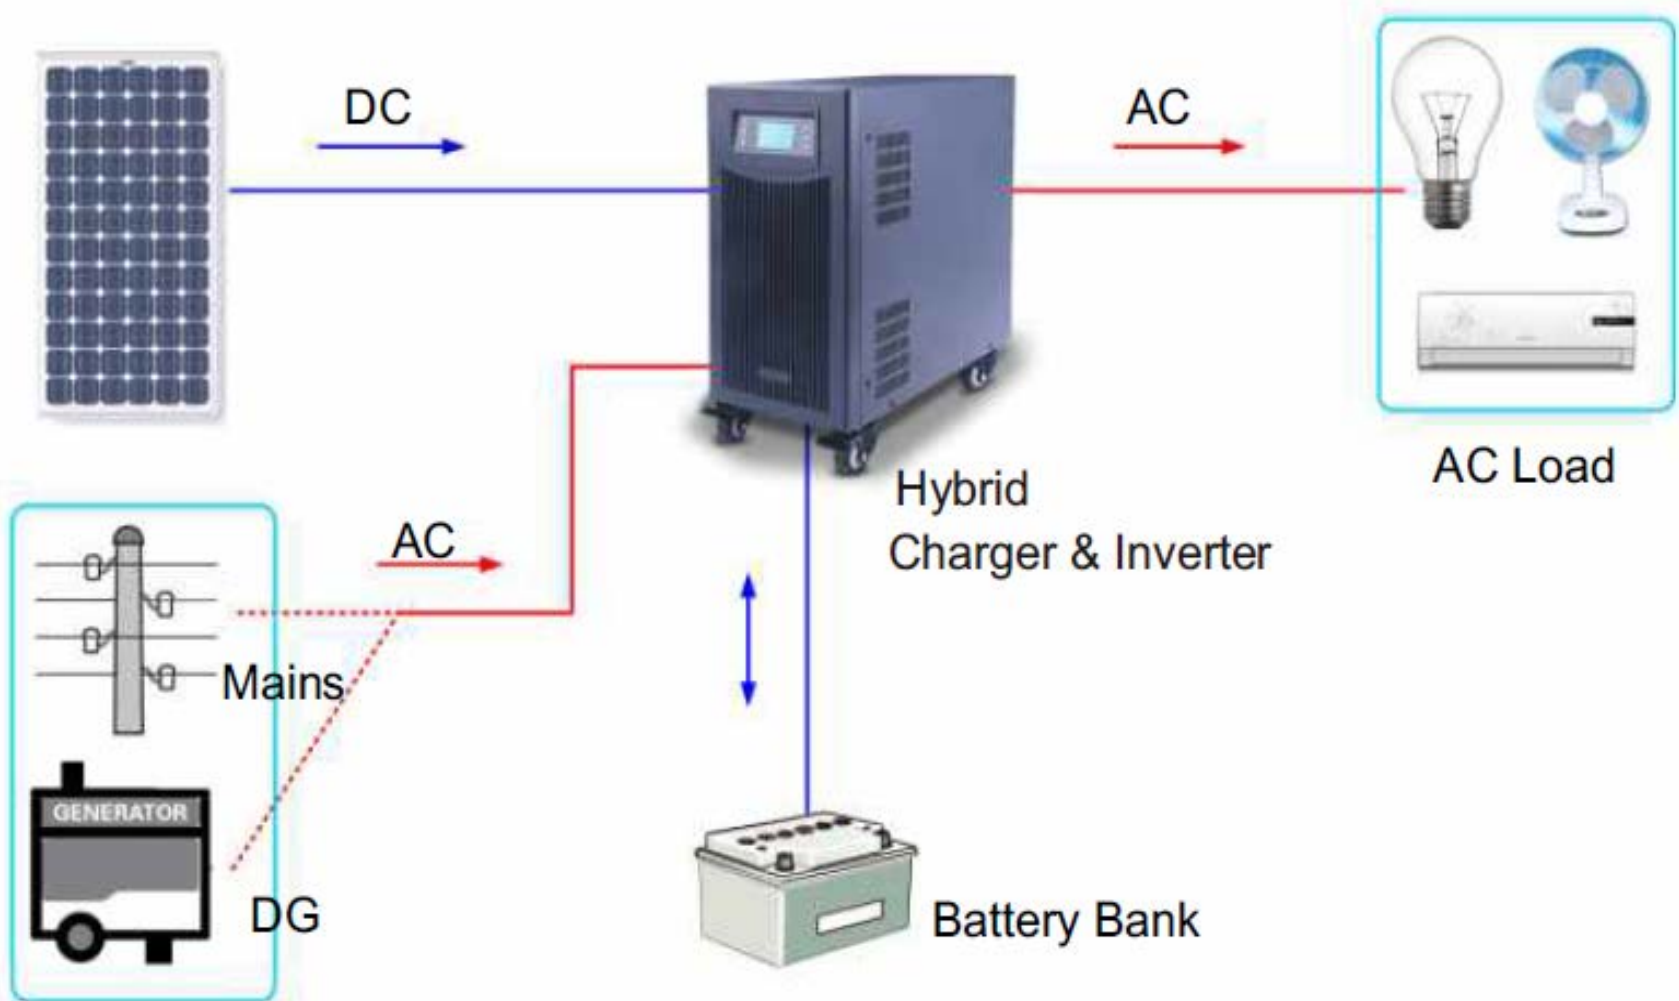 DC
AC
AC Load
Hybrid
Charger & Inverter
AC
Mains
GENERATOR
DG
Battery Bank